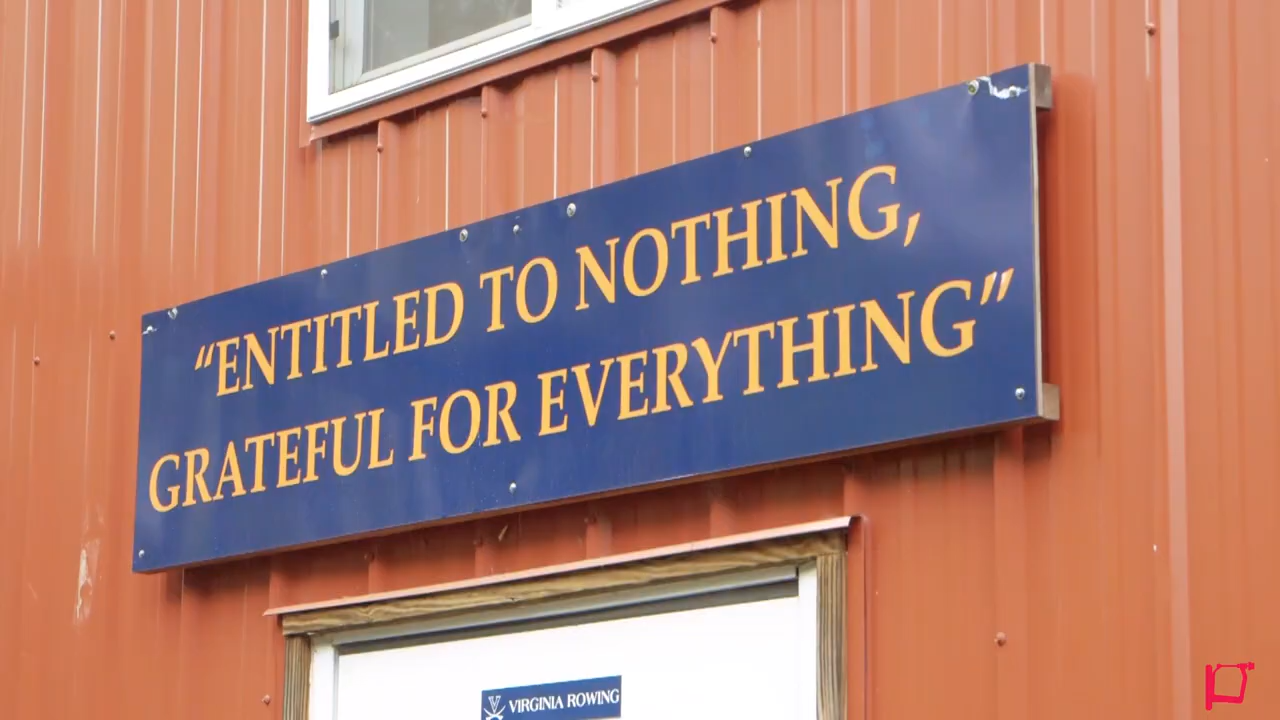 “ENTITLED TO NOTHING,
GRATEFUL FOR EVERYTHING”
VIRGINIA ROWING